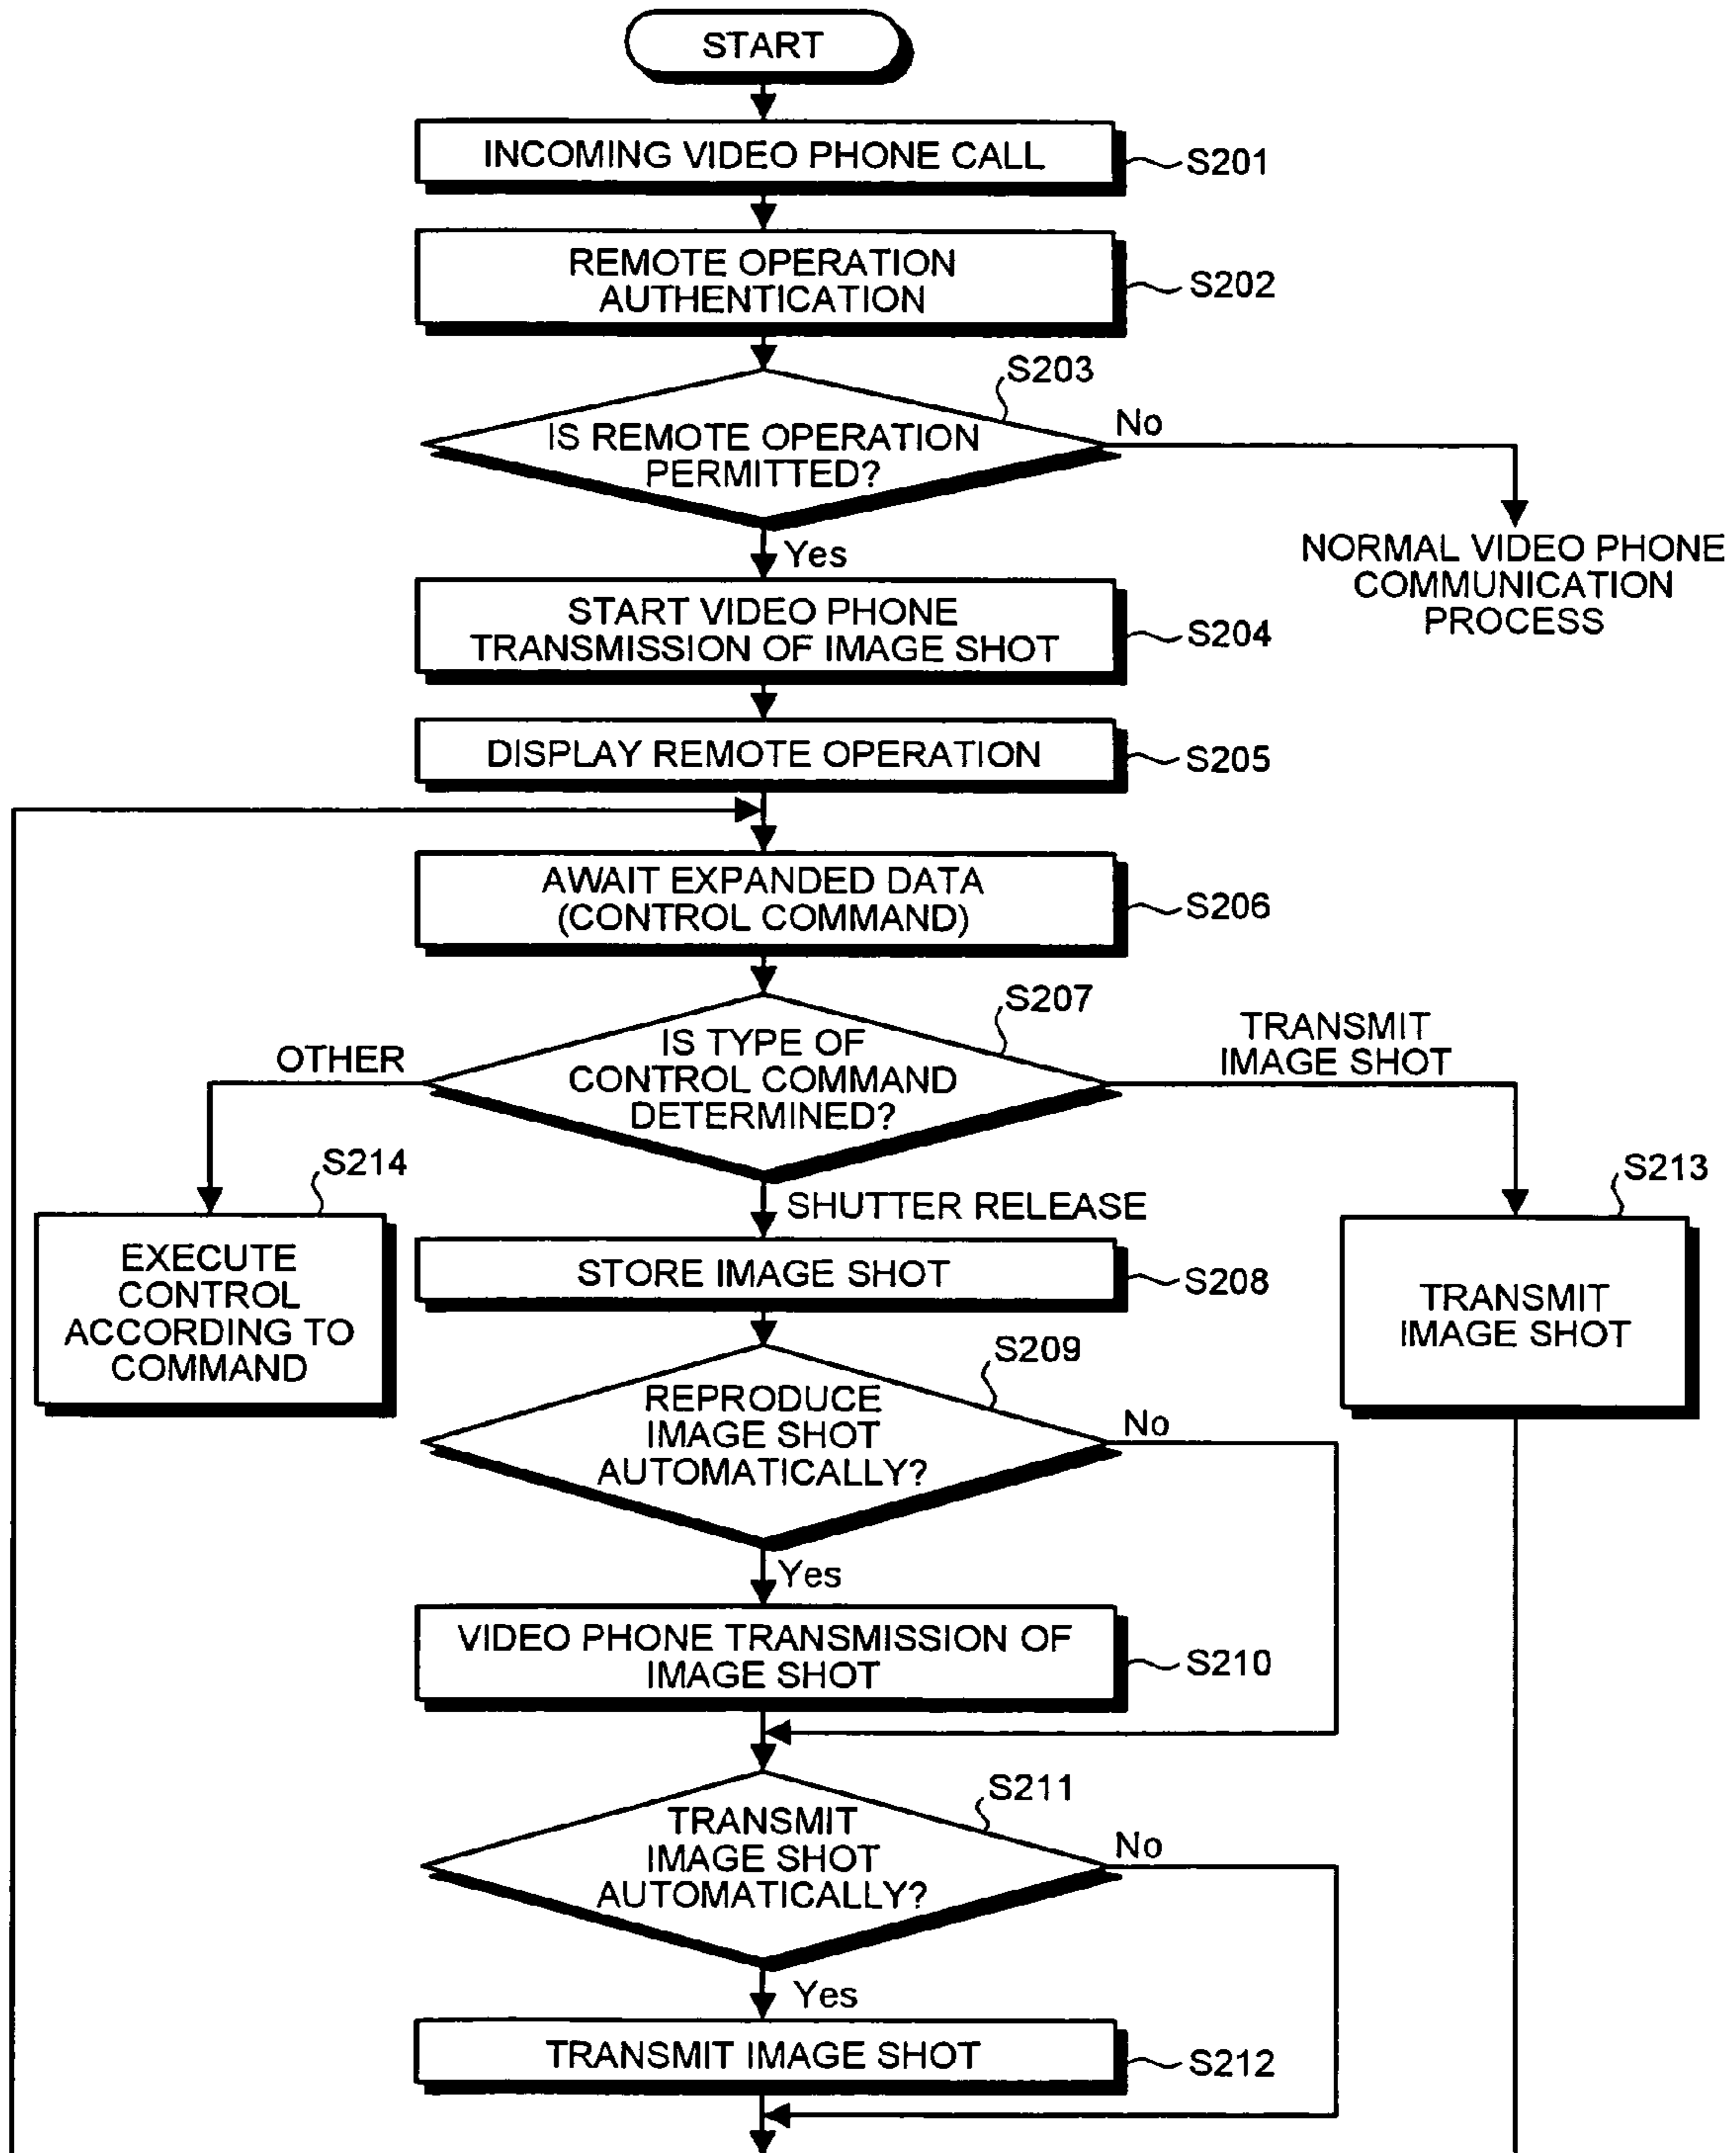 START
INCOMING VIDEO PHONE CALL
S201
REMOTE OPERATION
AUTHENTICATION
S202
S203
IS REMOTE OPERATION
PERMITTED?
No
Yes
NORMAL VIDEO PHONE
COMMUNICATION
PROCESS
START VIDEO PHONE
TRANSMISSION OF IMAGE SHOT
S204
DISPLAY REMOTE OPERATION
S205
AWAIT EXPANDED DATA
(CONTROL COMMAND)
S206
S207
IS TYPE OF
CONTROL COMMAND
DETERMINED?
OTHER
TRANSMIT
IMAGE SHOT
SHUTTER RELEASE
S214
EXECUTE
CONTROL
ACCORDING TO
COMMAND
STORE IMAGE SHOT
S208
S213
TRANSMIT
IMAGE SHOT
S209
REPRODUCE
IMAGE SHOT
AUTOMATICALLY?
No
Yes
VIDEO PHONE TRANSMISSION OF
IMAGE SHOT
S210
S211
TRANSMIT
IMAGE SHOT
AUTOMATICALLY?
No
Yes
TRANSMIT IMAGE SHOT
S212